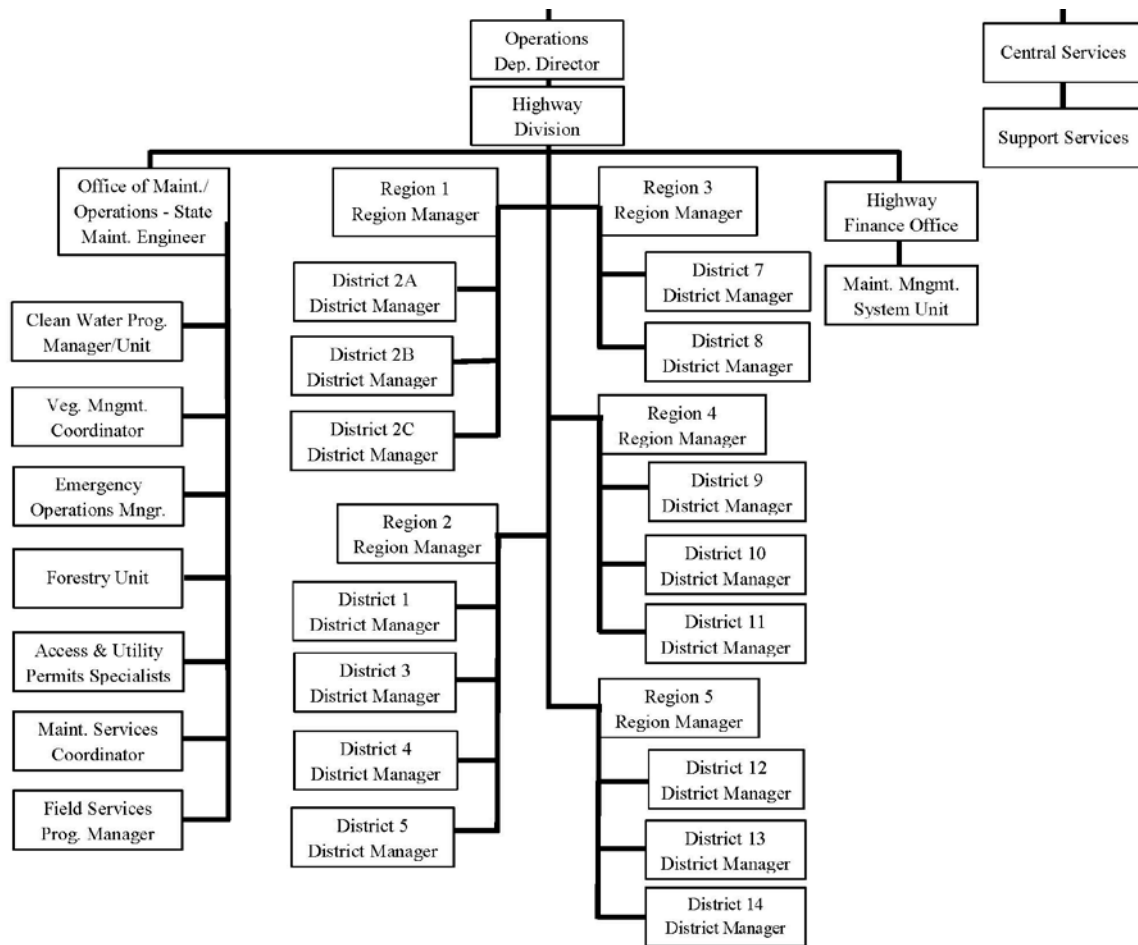 Operations
Dep. Director
Central Services
Highway
Division
Support Services
Office of Maint./
Operations - State
Maint. Engineer
Clean Water Prog.
Manager/Unit
Veg. Mngmt.
Coordinator
Emergency
Operations Mngr.
Forestry Unit
Access & Utility
Permits Specialists
Maint. Services
Coordinator
Field Services
Prog. Manager
Region 1
Region Manager
District 2A
District Manager
District 2B
District Manager
District 2C
District Manager
Region 2
Region Manager
District 1
District Manager
District 3
District Manager
District 4
District Manager
District 5
District Manager
Region 3
Region Manager
District 7
District Manager
District 8
District Manager
Region 4
Region Manager
District 9
District Manager
District 10
District Manager
District 11
District Manager
Region 5
Region Manager
District 12
District Manager
District 13
District Manager
District 14
District Manager
Highway
Finance Office
Maint. Mngmt.
System Unit